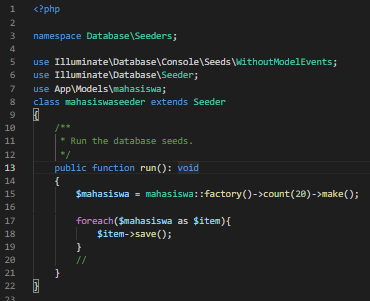 1 <?php
2
3 namespace Database\Seeders;
4
5 use Illuminate\Database\Console\Seeds\WithoutModelEvents;
6 use Illuminate\Database\Seeder;
7 use App\Models\mahasiswa;
8 class mahasiswaseeder extends Seeder
9 {
10 /**
11 * Run the database seeds.
12 */
13 public function run(): void
14 {
15 $mahasiswa = mahasiswa::factory()->count(20)->make();
16
17 foreach($mahasiswa as $item){
18 $item->save();
19 }
20 //
21 }
22 }
23